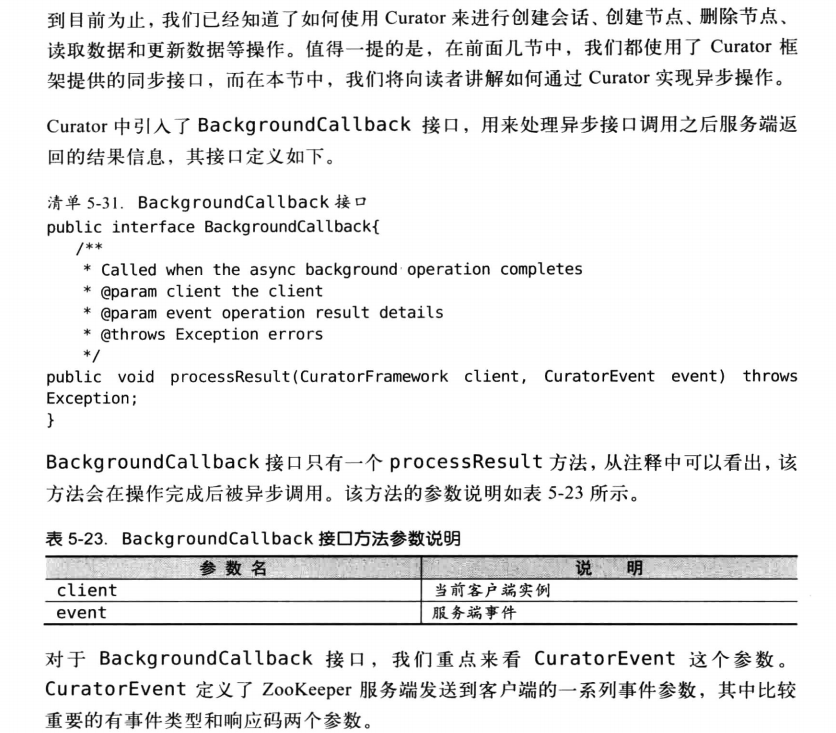 到目前为止，我们已经知道了如何使用 Curator 来进行创建会话、创建节点、删除节点、
读取数据和更新数据等操作。值得一提的是，在前面几节中，我们都使用了 Curator 框
架提供的同步接口，而在本节中，我们将向读者讲解如何通过 Curator 实现异步操作。
Curator 中引入了 BackgroundCallback 接口，用来处理异步接口调用之后服务端返
回的结果信息，其接口定义如下。
清单 5-31. BackgroundCallback 接口
public interface BackgroundCallback{
/**
* Called when the async background operation completes
* @param client the client
* @param event operation result details
* @throws Exception errors
*/
public void processResult(CuratorFramework client, CuratorEvent event) throws
Exception;
}
BackgroundCallback 接口只有一个 processResult 方法，从注释中可以看出，该
方法会在操作完成后被异步调用。该方法的参数说明如表 5-23 所示。
表 5-23. BackgroundCallback 接口方法参数说明
参数名 说 明
client 当前客户端实例
event 服务端事件
对于 BackgroundCallback 接口，我们重点来看 CuratorEvent 这个参数。
CuratorEvent 定义了 ZooKeeper 服务端发送到客户端的一系列事件参数，其中比较
重要的有事件类型和响应码两个参数。